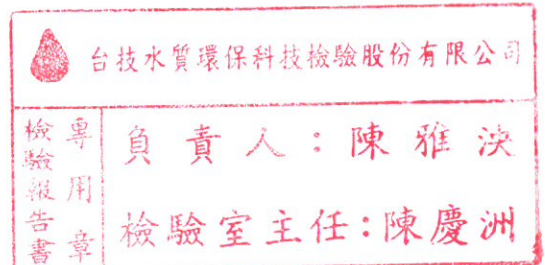 台技水質環保科技檢驗股份有限公司
檢驗報告書
專用章
負責人：陳雅泱
檢驗室主任：陳慶洲